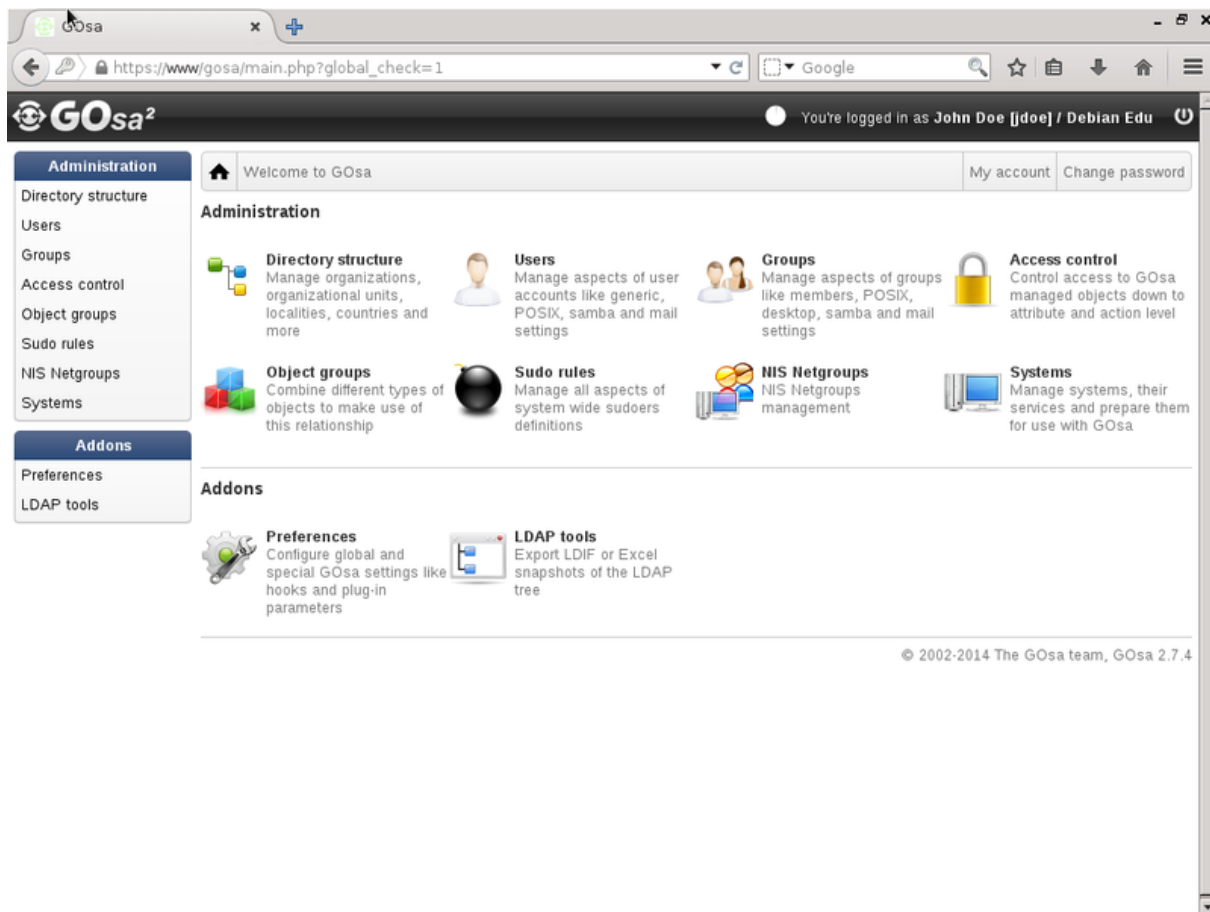 GOsa
https://www/gosa/main.php?global_check=1
Google
GOsa²
You're logged in as John Doe [jdoe] / Debian Edu
Administration
Directory structure
Users
Groups
Access control
Object groups
Sudo rules
NIS Netgroups
Systems
Addons
Preferences
LDAP tools
Welcome to GOsa
My account
Change password
Administration
Directory structure
Manage organizations,
organizational units,
localities, countries and
more
Users
Manage aspects of user
accounts like generic,
POSIX, samba and mail
settings
Groups
Manage aspects of groups
like members, POSIX,
desktop, samba and mail
settings
Access control
Control access to GOsa
managed objects down to
attribute and action level
Object groups
Combine different types of
objects to make use of
this relationship
Sudo rules
Manage all aspects of
system wide sudoers
definitions
NIS Netgroups
NIS Netgroups
management
Systems
Manage systems, their
services and prepare them
for use with GOsa
Addons
Preferences
Configure global and
special GOsa settings like
hooks and plug-in
parameters
LDAP tools
Export LDIF or Excel
snapshots of the LDAP
tree
© 2002-2014 The GOsa team, GOsa 2.7.4